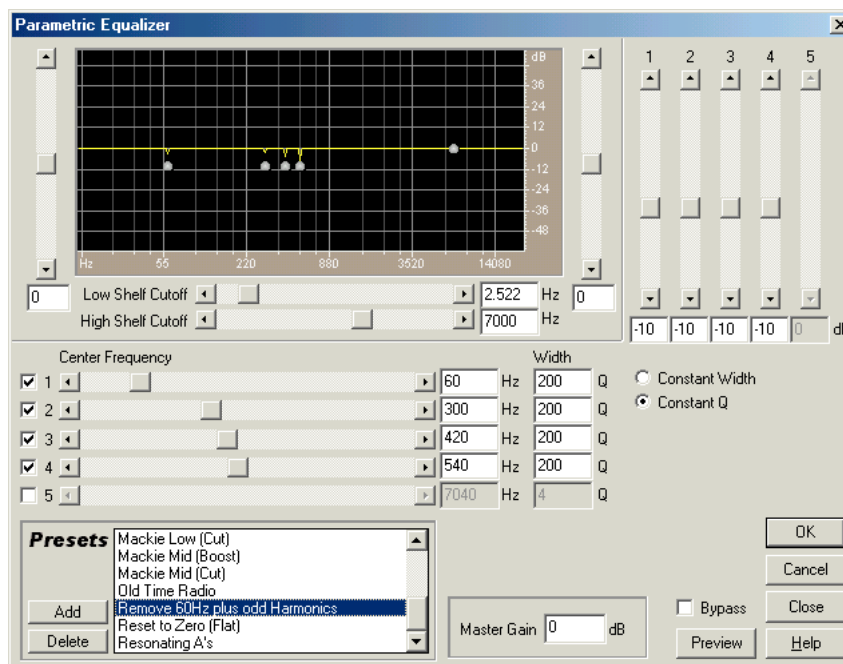 Parametric Equalizer
dB
-36
-24
-12
-0
-12
-24
-36
-48
Hz 55 220 880 3520 14080
0 Low Shelf Cutoff 2.522 Hz 0
High Shelf Cutoff 7000 Hz
1 2 3 4 5
-10 -10 -10 -10 0 dB
Center Frequency Width
1 60 Hz 200 Q
2 300 Hz 200 Q
3 420 Hz 200 Q
4 540 Hz 200 Q
5 7040 Hz 4 Q
Constant Width
Constant Q
Presets
Mackie Low (Cut)
Mackie Mid (Boost)
Mackie Mid (Cut)
Old Time Radio
Remove 60Hz plus odd Harmonics
Reset to Zero (Flat)
Resonating A's
Add
Delete
Master Gain 0 dB
Bypass
Preview
OK
Cancel
Close
Help